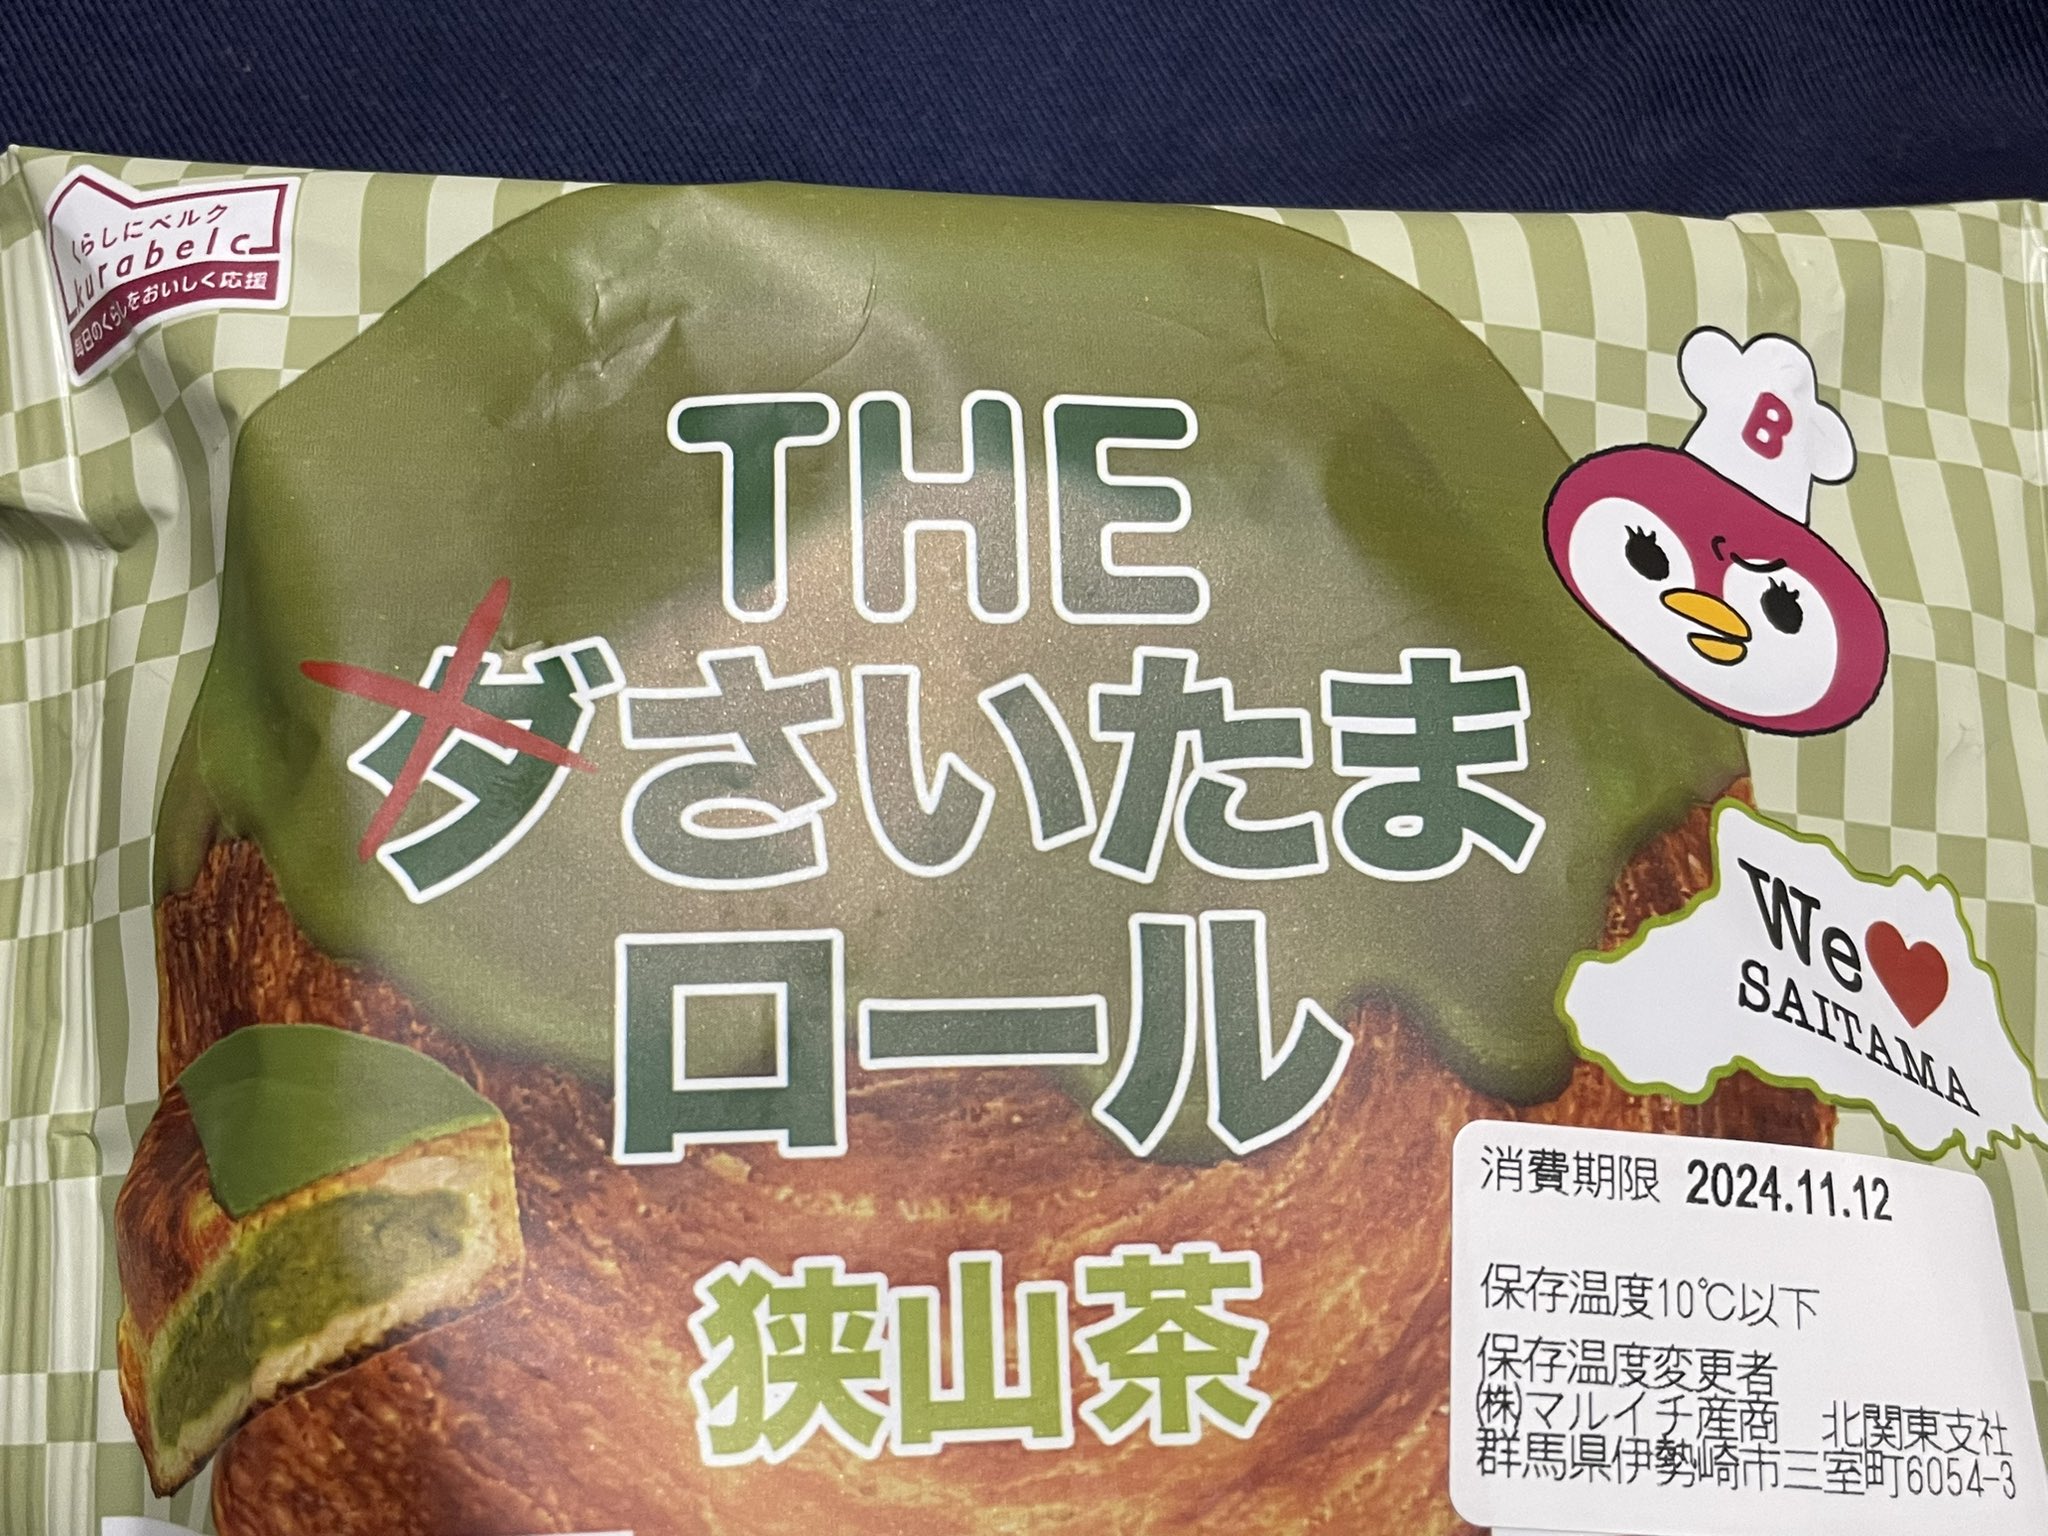 くらしにベルク
kurabelc
毎日のくらしをおいしく応援
B
THE
ダさいたま
ロール
We
SAITAMA
狭山茶
消費期限 2024.11.12
保存温度10℃以下
保存温度変更者
㈱マルイチ産商 北関東支社
群馬県伊勢崎市三室町6054-3